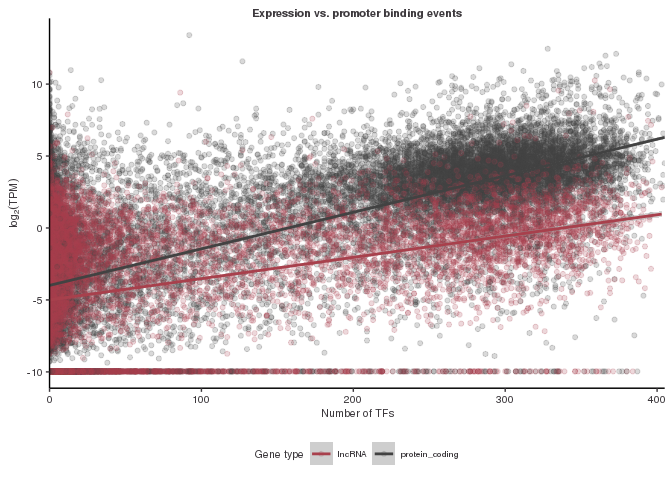 Expression vs. promoter binding events
log2(TPM)
10
5
0
-5
-10
0 100 200 300 400
Number of TFs
Gene type lncRNA protein_coding